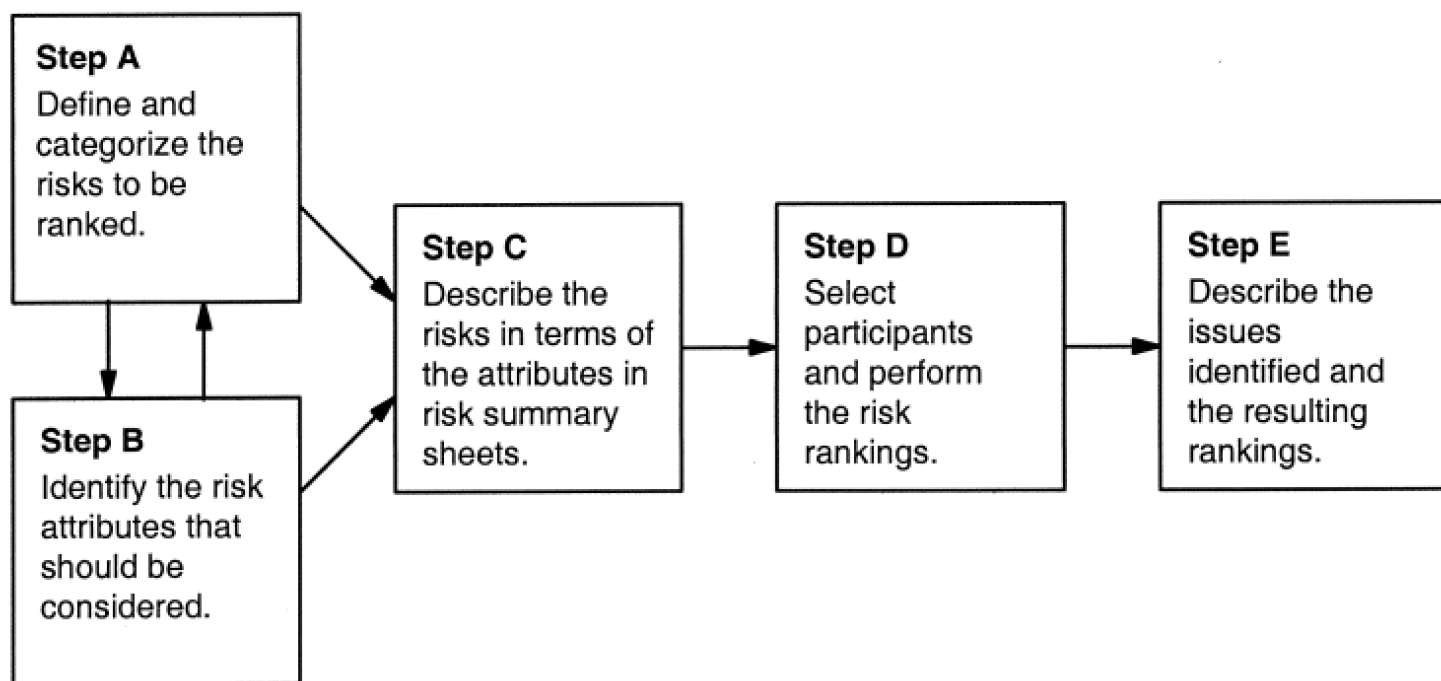 Step A
Define and
categorize the
risks to be
ranked.
Step B
Identify the risk
attributes that
should be
considered.
Step C
Describe the
risks in terms of
the attributes in
risk summary
sheets.
Step D
Select
participants
and perform
the risk
rankings.
Step E
Describe the
issues
identified and
the resulting
rankings.